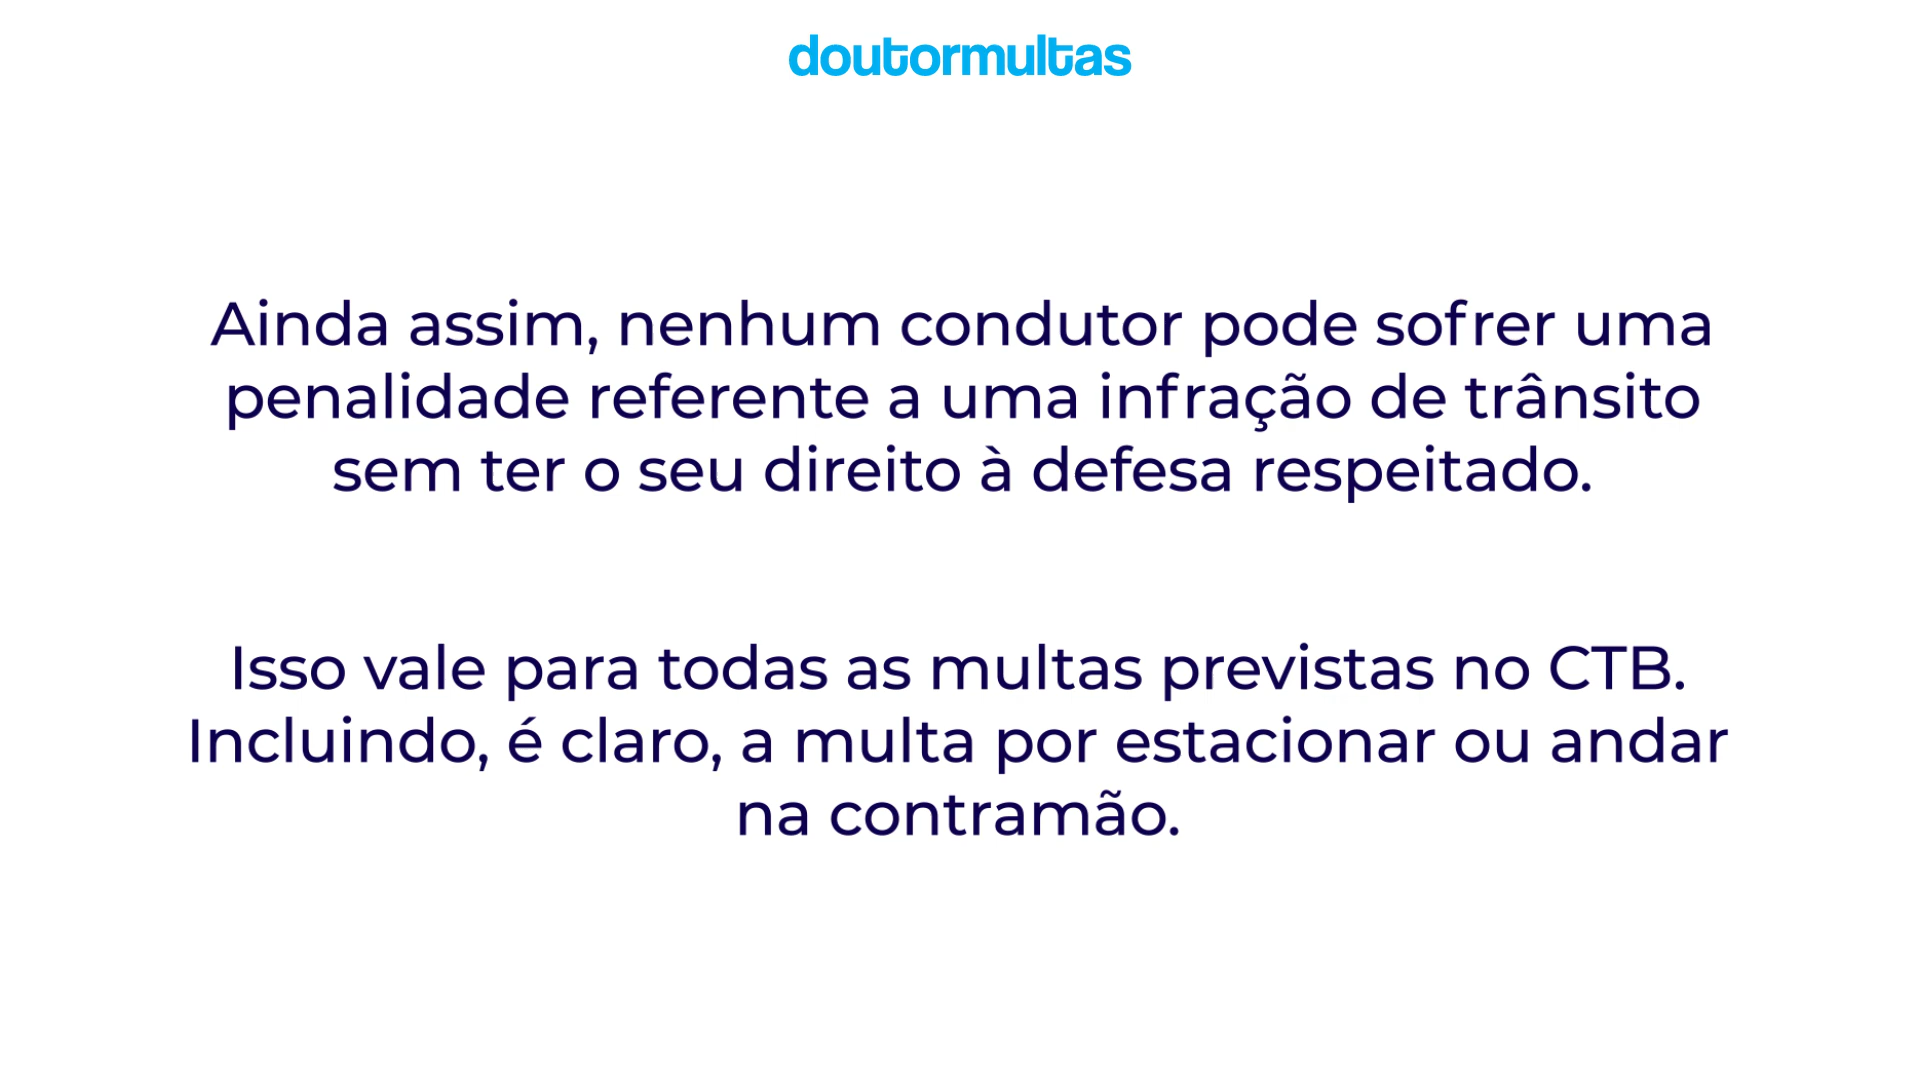 doutormultas
Ainda assim, nenhum condutor pode sofrer uma
penalidade referente a uma infração de trânsito
sem ter o seu direito à defesa respeitado.
Isso vale para todas as multas previstas no CTB.
Incluindo, é claro, a multa por estacionar ou andar
na contramão.